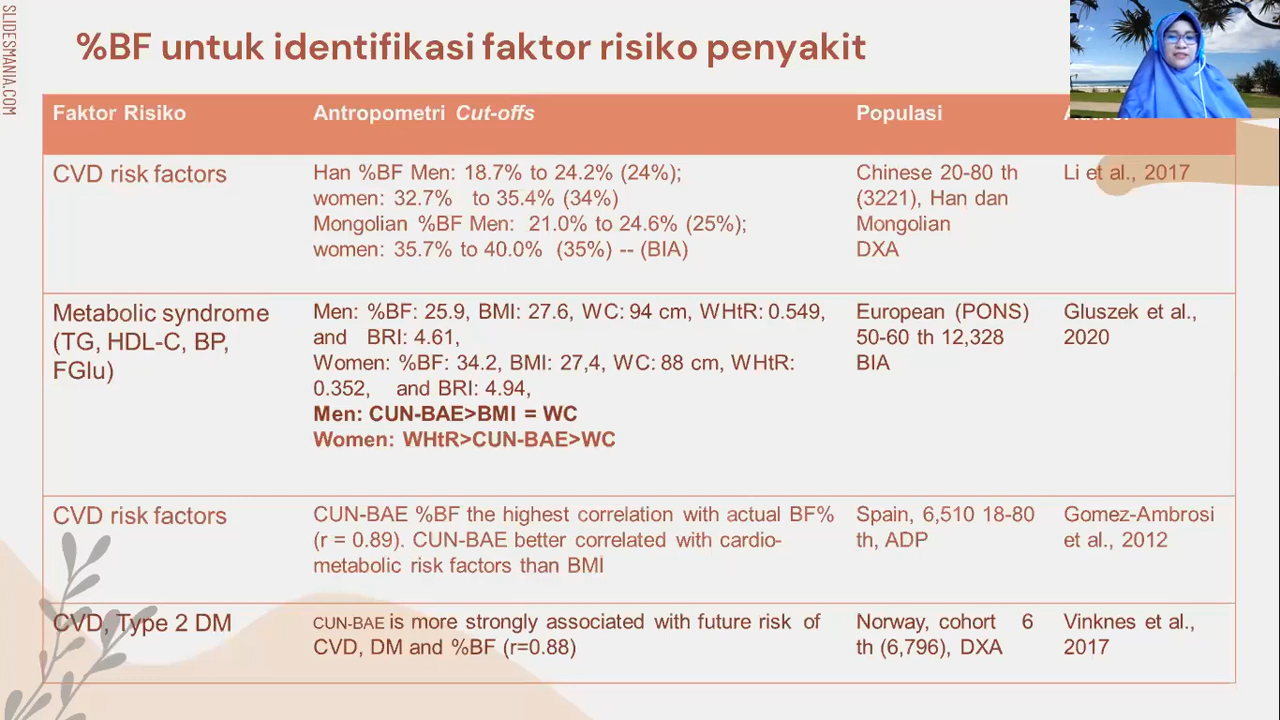 SLIDESMANIA.COM
%BF untuk identifikasi faktor risiko penyakit
Faktor Risiko
Antropometri Cut-offs
Populasi
CVD risk factors
Han %BF Men: 18.7% to 24.2% (24%);
women: 32.7% to 35.4% (34%)
Mongolian %BF Men: 21.0% to 24.6% (25%);
women: 35.7% to 40.0% (35%) -- (BIA)
Chinese 20-80 th
(3221), Han dan
Mongolian
DXA
Li et al., 2017
Metabolic syndrome
(TG, HDL-C, BP,
FGlu)
Men: %BF: 25.9, BMI: 27.6, WC: 94 cm, WHtR: 0.549,
and BRI: 4.61,
Women: %BF: 34.2, BMI: 27,4, WC: 88 cm, WHtR:
0.352, and BRI: 4.94,
Men: CUN-BAE>BMI = WC
Women: WHtR>CUN-BAE>WC
European (PONS)
50-60 th 12,328
BIA
Gluszek et al.,
2020
CVD risk factors
CUN-BAE %BF the highest correlation with actual BF%
(r = 0.89). CUN-BAE better correlated with cardio-
metabolic risk factors than BMI
Spain, 6,510 18-80
th, ADP
Gomez-Ambrosi
et al., 2012
CVD, Type 2 DM
CUN-BAE is more strongly associated with future risk of
CVD, DM and %BF (r=0.88)
Norway, cohort 6
th (6,796), DXA
Vinknes et al.,
2017